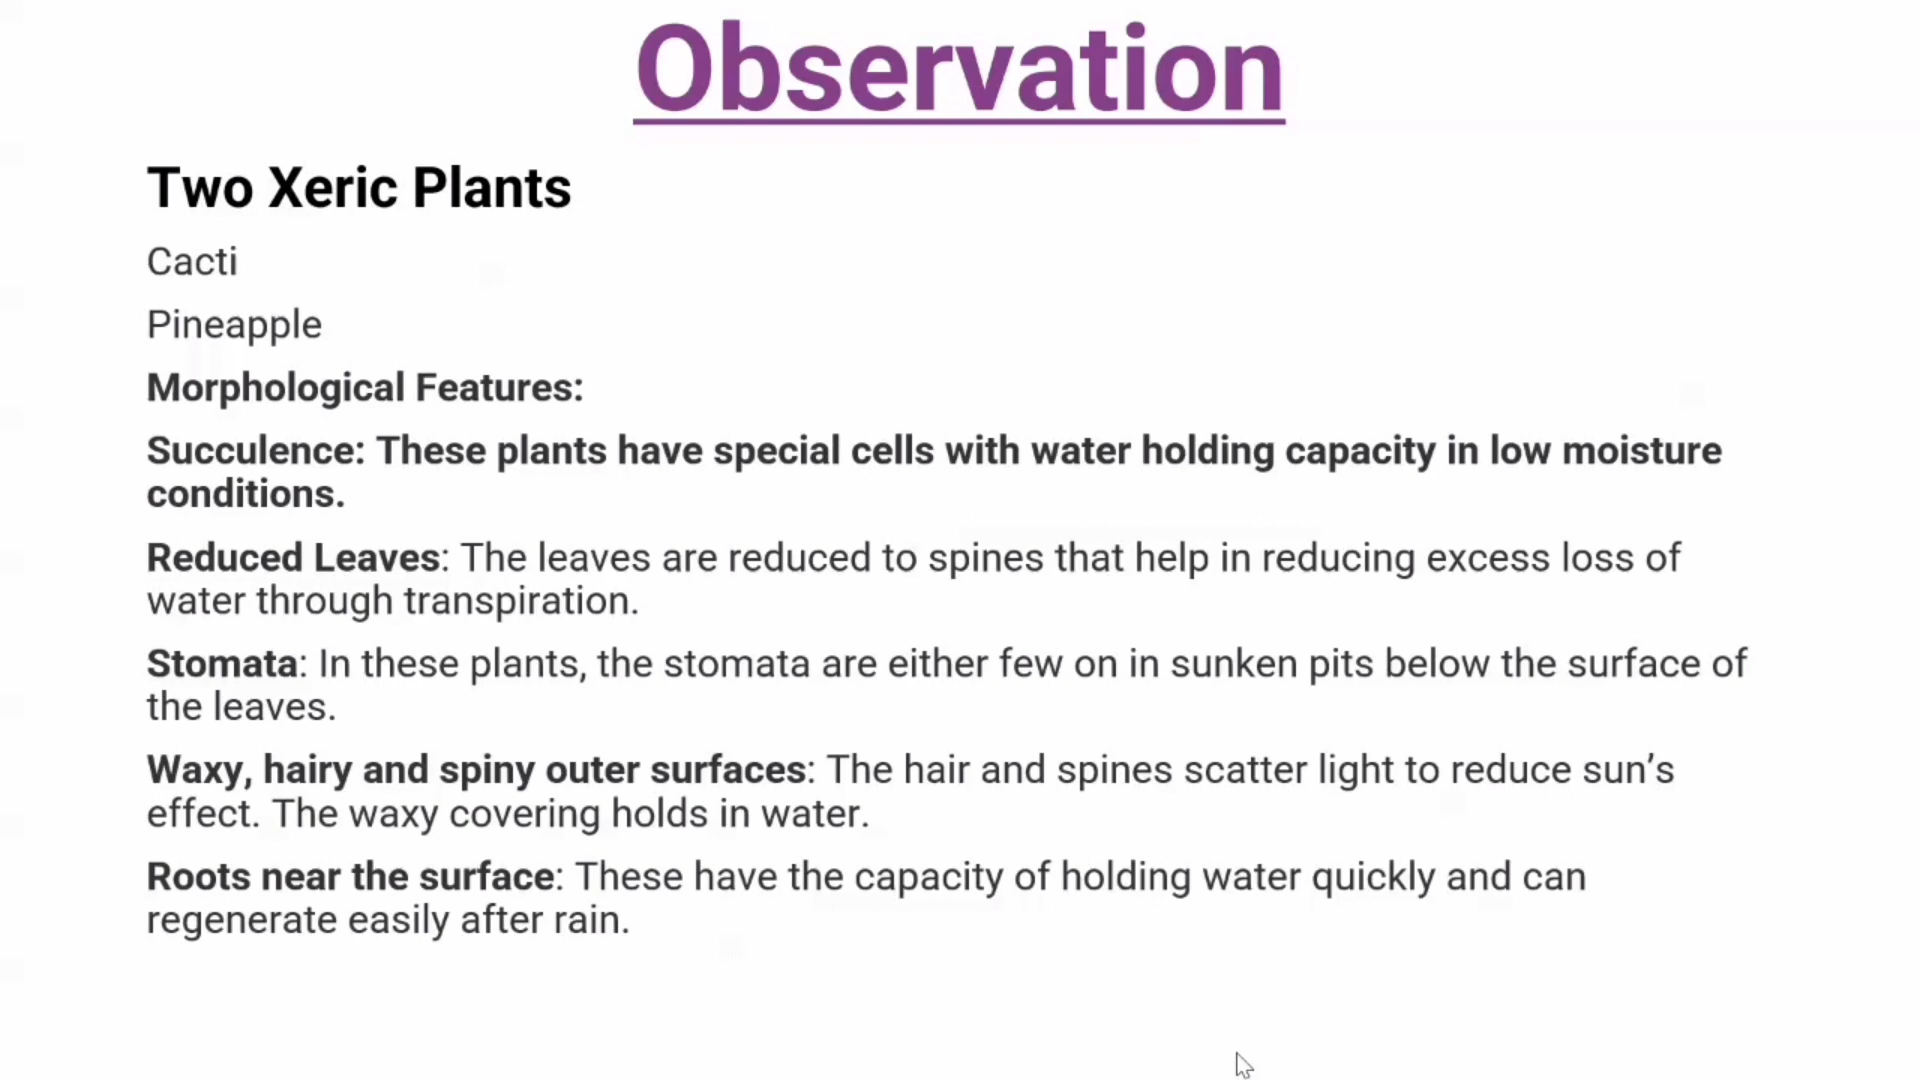 Observation
Two Xeric Plants
Cacti
Pineapple
Morphological Features:
Succulence: These plants have special cells with water holding capacity in low moisture
conditions.
Reduced Leaves: The leaves are reduced to spines that help in reducing excess loss of
water through transpiration.
Stomata: In these plants, the stomata are either few on in sunken pits below the surface of
the leaves.
Waxy, hairy and spiny outer surfaces: The hair and spines scatter light to reduce sun’s
effect. The waxy covering holds in water.
Roots near the surface: These have the capacity of holding water quickly and can
regenerate easily after rain.